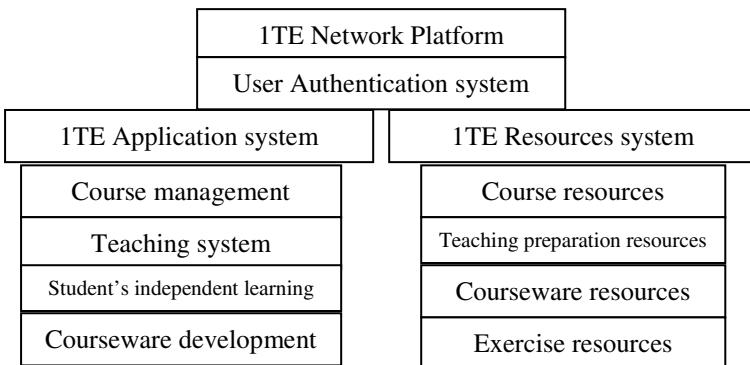 1TE Network Platform
User Authentication system
1TE Application system
1TE Resources system
Course management
Teaching system
Student’s independent learning
Courseware development
Course resources
Teaching preparation resources
Courseware resources
Exercise resources